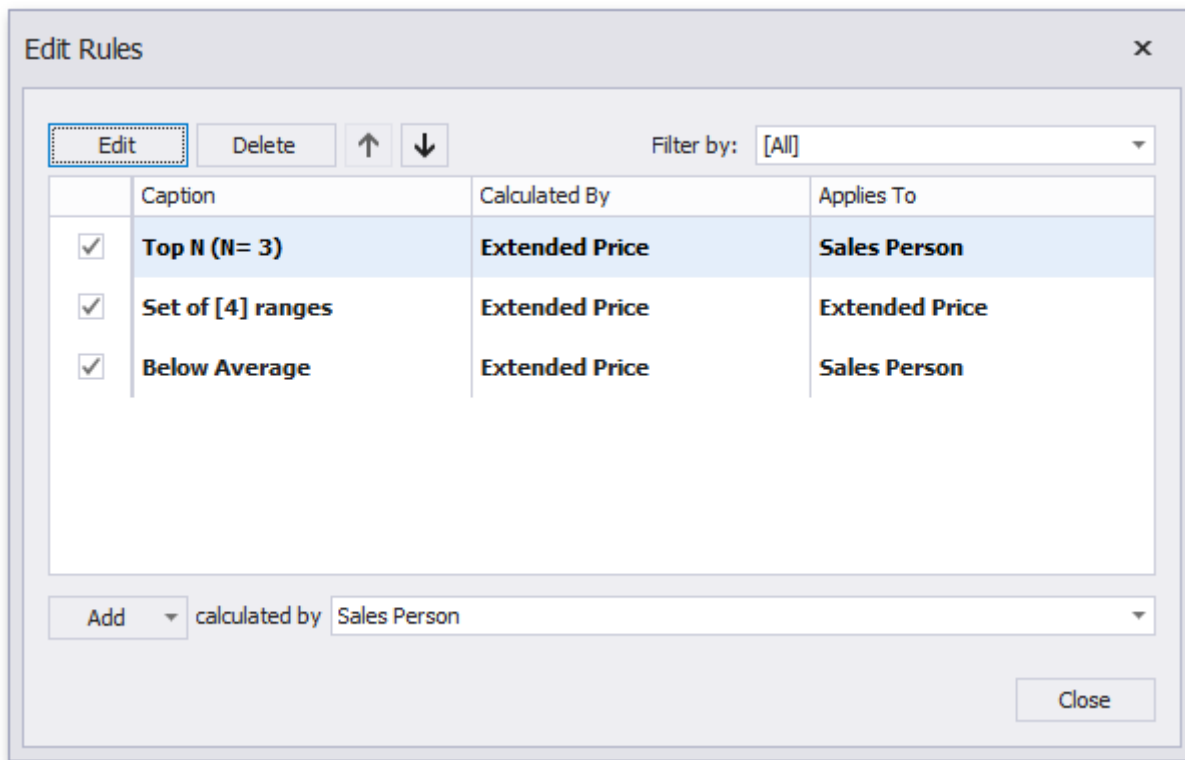 Edit Rules
Edit Delete Filter by: [All]
Caption Calculated By Applies To
Top N (N= 3) Extended Price Sales Person
Set of [4] ranges Extended Price Extended Price
Below Average Extended Price Sales Person
Add calculated by Sales Person
Close